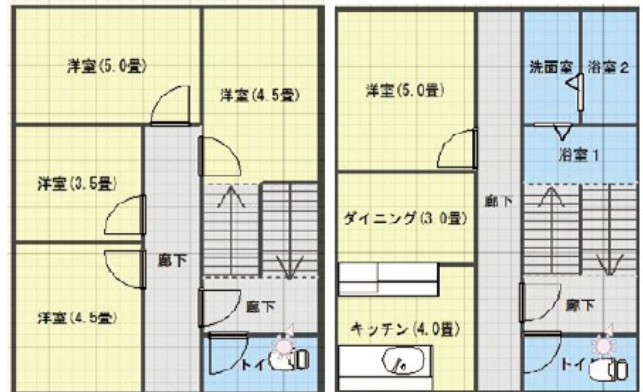 洋室(5.0畳)
洋室(4.5畳)
洋室(3.5畳)
廊下
洋室(4.5畳)
廊下
トイ
洋室(5.0畳)
洗面室
浴室2
浴室1
廊下
ダイニング(3.0畳)
廊下
キッチン(4.0畳)
トイ